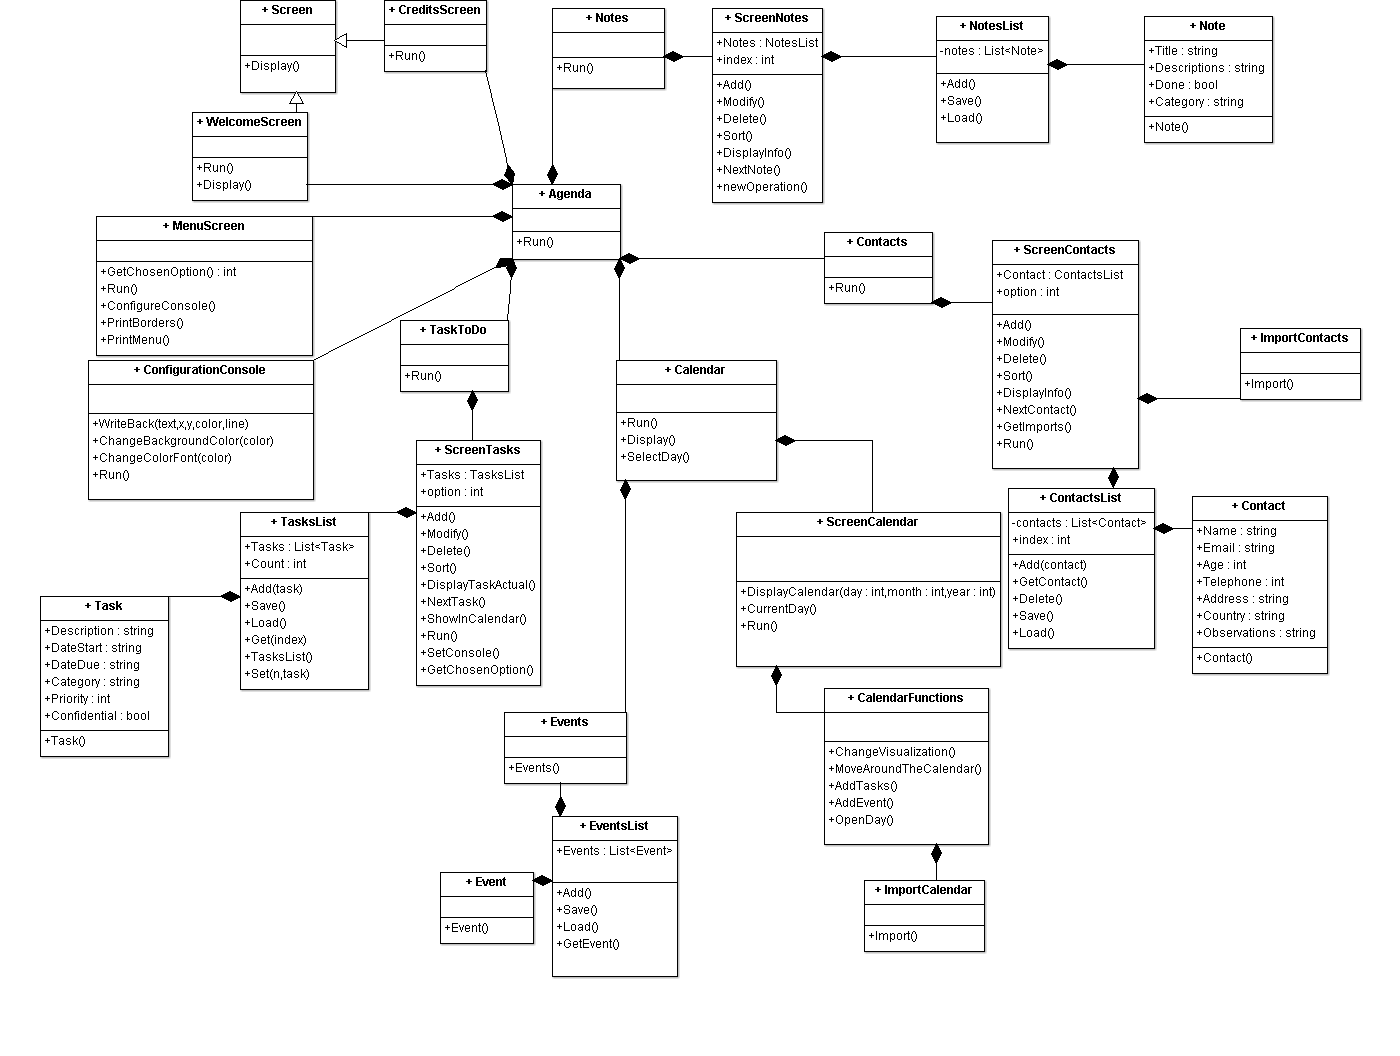 + Screen
+Display()
+ CreditsScreen
+Run()
+ WelcomeScreen
+Run()
+Display()
+ Notes
+Run()
+ ScreenNotes
+Notes : NotesList
+index : int
+Add()
+Modify()
+Delete()
+Sort()
+DisplayInfo()
+NextNote()
+newOperation()
+ NotesList
-notes : List<Note>
+Add()
+Save()
+Load()
+ Note
+Title : string
+Descriptions : string
+Done : bool
+Category : string
+Note()
+ Agenda
+Run()
+ MenuScreen
+GetChosenOption() : int
+Run()
+ConfigureConsole()
+PrintBorders()
+PrintMenu()
+ ConfigurationConsole
+WriteBack(text,x,y,color,line)
+ChangeBackgroundColor(color)
+ChangeColorFont(color)
+Run()
+ TaskToDo
+Run()
+ Calendar
+Run()
+Display()
+SelectDay()
+ Contacts
+Run()
+ ScreenContacts
+Contact : ContactsList
+option : int
+Add()
+Modify()
+Delete()
+Sort()
+DisplayInfo()
+NextContact()
+GetImports()
+Run()
+ ImportContacts
+Import()
+ ScreenTasks
+Tasks : TasksList
+option : int
+Add()
+Modify()
+Delete()
+Sort()
+DisplayTaskActual()
+NextTask()
+ShowInCalendar()
+Run()
+SetConsole()
+GetChosenOption()
+ TasksList
+Tasks : List<Task>
+Count : int
+Add(task)
+Save()
+Load()
+Get(index)
+TasksList()
+Set(n,task)
+ Task
+Description : string
+DateStart : string
+DateDue : string
+Category : string
+Priority : int
+Confidential : bool
+Task()
+ ScreenCalendar
+DisplayCalendar(day : int,month : int,year : int)
+CurrentDay()
+Run()
+ ContactsList
-contacts : List<Contact>
+index : int
+Add(contact)
+GetContact()
+Delete()
+Save()
+Load()
+ Contact
+Name : string
+Email : string
+Age : int
+Telephone : int
+Address : string
+Country : string
+Observations : string
+Contact()
+ CalendarFunctions
+ChangeVisualization()
+MoveAroundTheCalendar()
+AddTasks()
+AddEvent()
+OpenDay()
+ Events
+Events()
+ EventsList
+Events : List<Event>
+Add()
+Save()
+Load()
+GetEvent()
+ Event
+Event()
+ ImportCalendar
+Import()